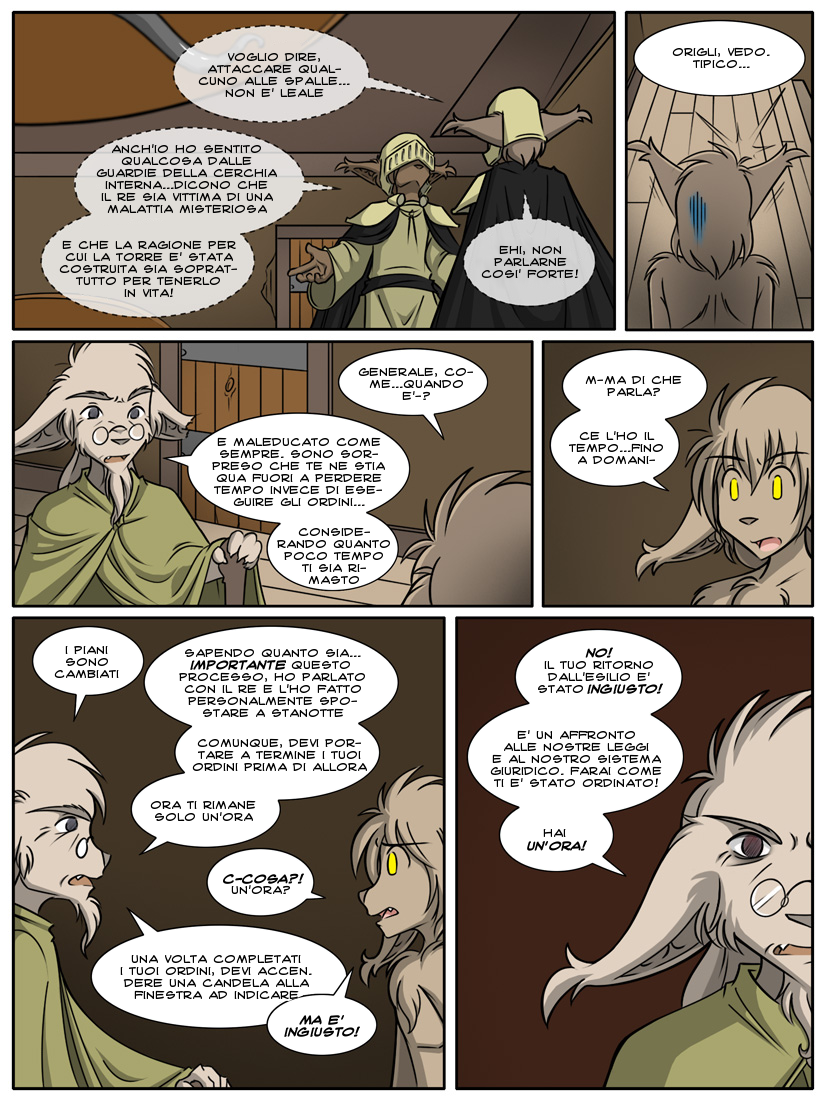 VOGLIO DIRE,
ATTACCARE QUAL-
CUNO ALLE SPALLE...
NON E' LEALE
ANCH'IO HO SENTITO
QUALCOSA DALLE
GUARDIE DELLA CERCHIA
INTERNA...DICONO CHE
IL RE SIA VITTIMA DI UNA
MALATTIA MISTERIOSA
E CHE LA RAGIONE PER
CUI LA TORRE E' STATA
COSTRUITA SIA SOPRAT-
TUTTO PER TENERLO
IN VITA!
EHI, NON
PARLARNE
COSI' FORTE!
ORIGLI, VEDO.
TIPICO...
GENERALE, CO-
ME...QUANDO
E'-?
E MALEDUCATO COME
SEMPRE. SONO SOR-
PRESO CHE TE NE STIA
QUA FUORI A PERDERE
TEMPO INVECE DI ESE-
GUIRE GLI ORDINI...
CONSIDE-
RANDO QUANTO
POCO TEMPO
TI SIA RI-
MASTO
M-MA DI CHE
PARLA?
CE L'HO IL
TEMPO...FINO
A DOMANI-
I PIANI
SONO
CAMBIATI
SAPENDO QUANTO SIA...
IMPORTANTE QUESTO
PROCESSO, HO PARLATO
CON IL RE E L'HO FATTO
PERSONALMENTE SPO-
STARE A STANOTTE
COMUNQUE, DEVI POR-
TARE A TERMINE I TUOI
ORDINI PRIMA DI ALLORA
ORA TI RIMANE
SOLO UN'ORA
C-COSA?!
UN'ORA?
UNA VOLTA COMPLETATI
I TUOI ORDINI, DEVI ACCEN.
DERE UNA CANDELA ALLA
FINESTRA AD INDICARE
MA E'
INGIUSTO!
NO!
IL TUO RITORNO
DALL'ESILIO E'
STATO INGIUSTO!
E' UN AFFRONTO
ALLE NOSTRE LEGGI
E AL NOSTRO SISTEMA
GIURIDICO. FARAI COME
TI E' STATO ORDINATO!
HAI
UN'ORA!